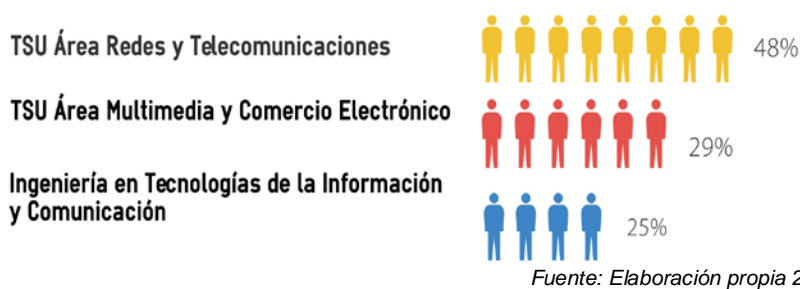 TSU Área Redes y Telecomunicaciones
48%
TSU Área Multimedia y Comercio Electrónico
29%
Ingeniería en Tecnologías de la Información
y Comunicación
25%
Fuente: Elaboración propia 2